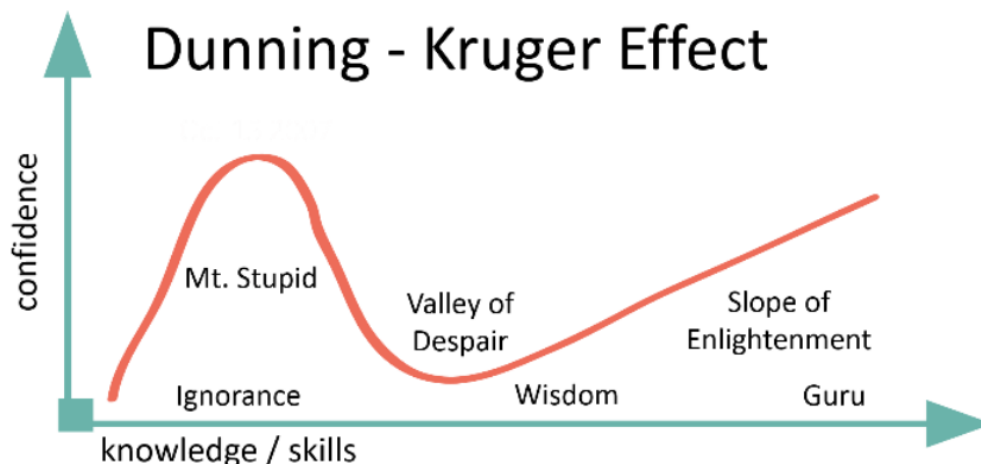 Dunning - Kruger Effect
confidence
Mt. Stupid
Valley of
Despair
Slope of
Enlightenment
Ignorance
Wisdom
Guru
knowledge / skills